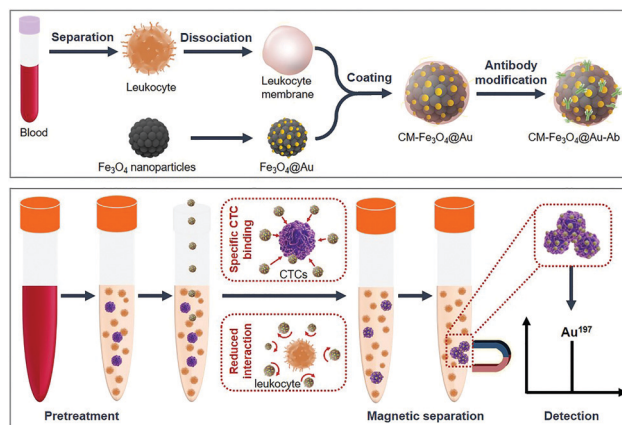 Separation
Dissociation
Leukocyte
Leukocyte
membrane
Coating
Antibody
modification
Blood
Fe₃O₄ nanoparticles
Fe₃O₄@Au
CM-Fe₃O₄@Au
CM-Fe₃O₄@Au-Ab
Specific CTC
binding
CTCs
Reduced
interaction
leukocyte
Au¹⁹⁷
Pretreatment
Magnetic separation
Detection